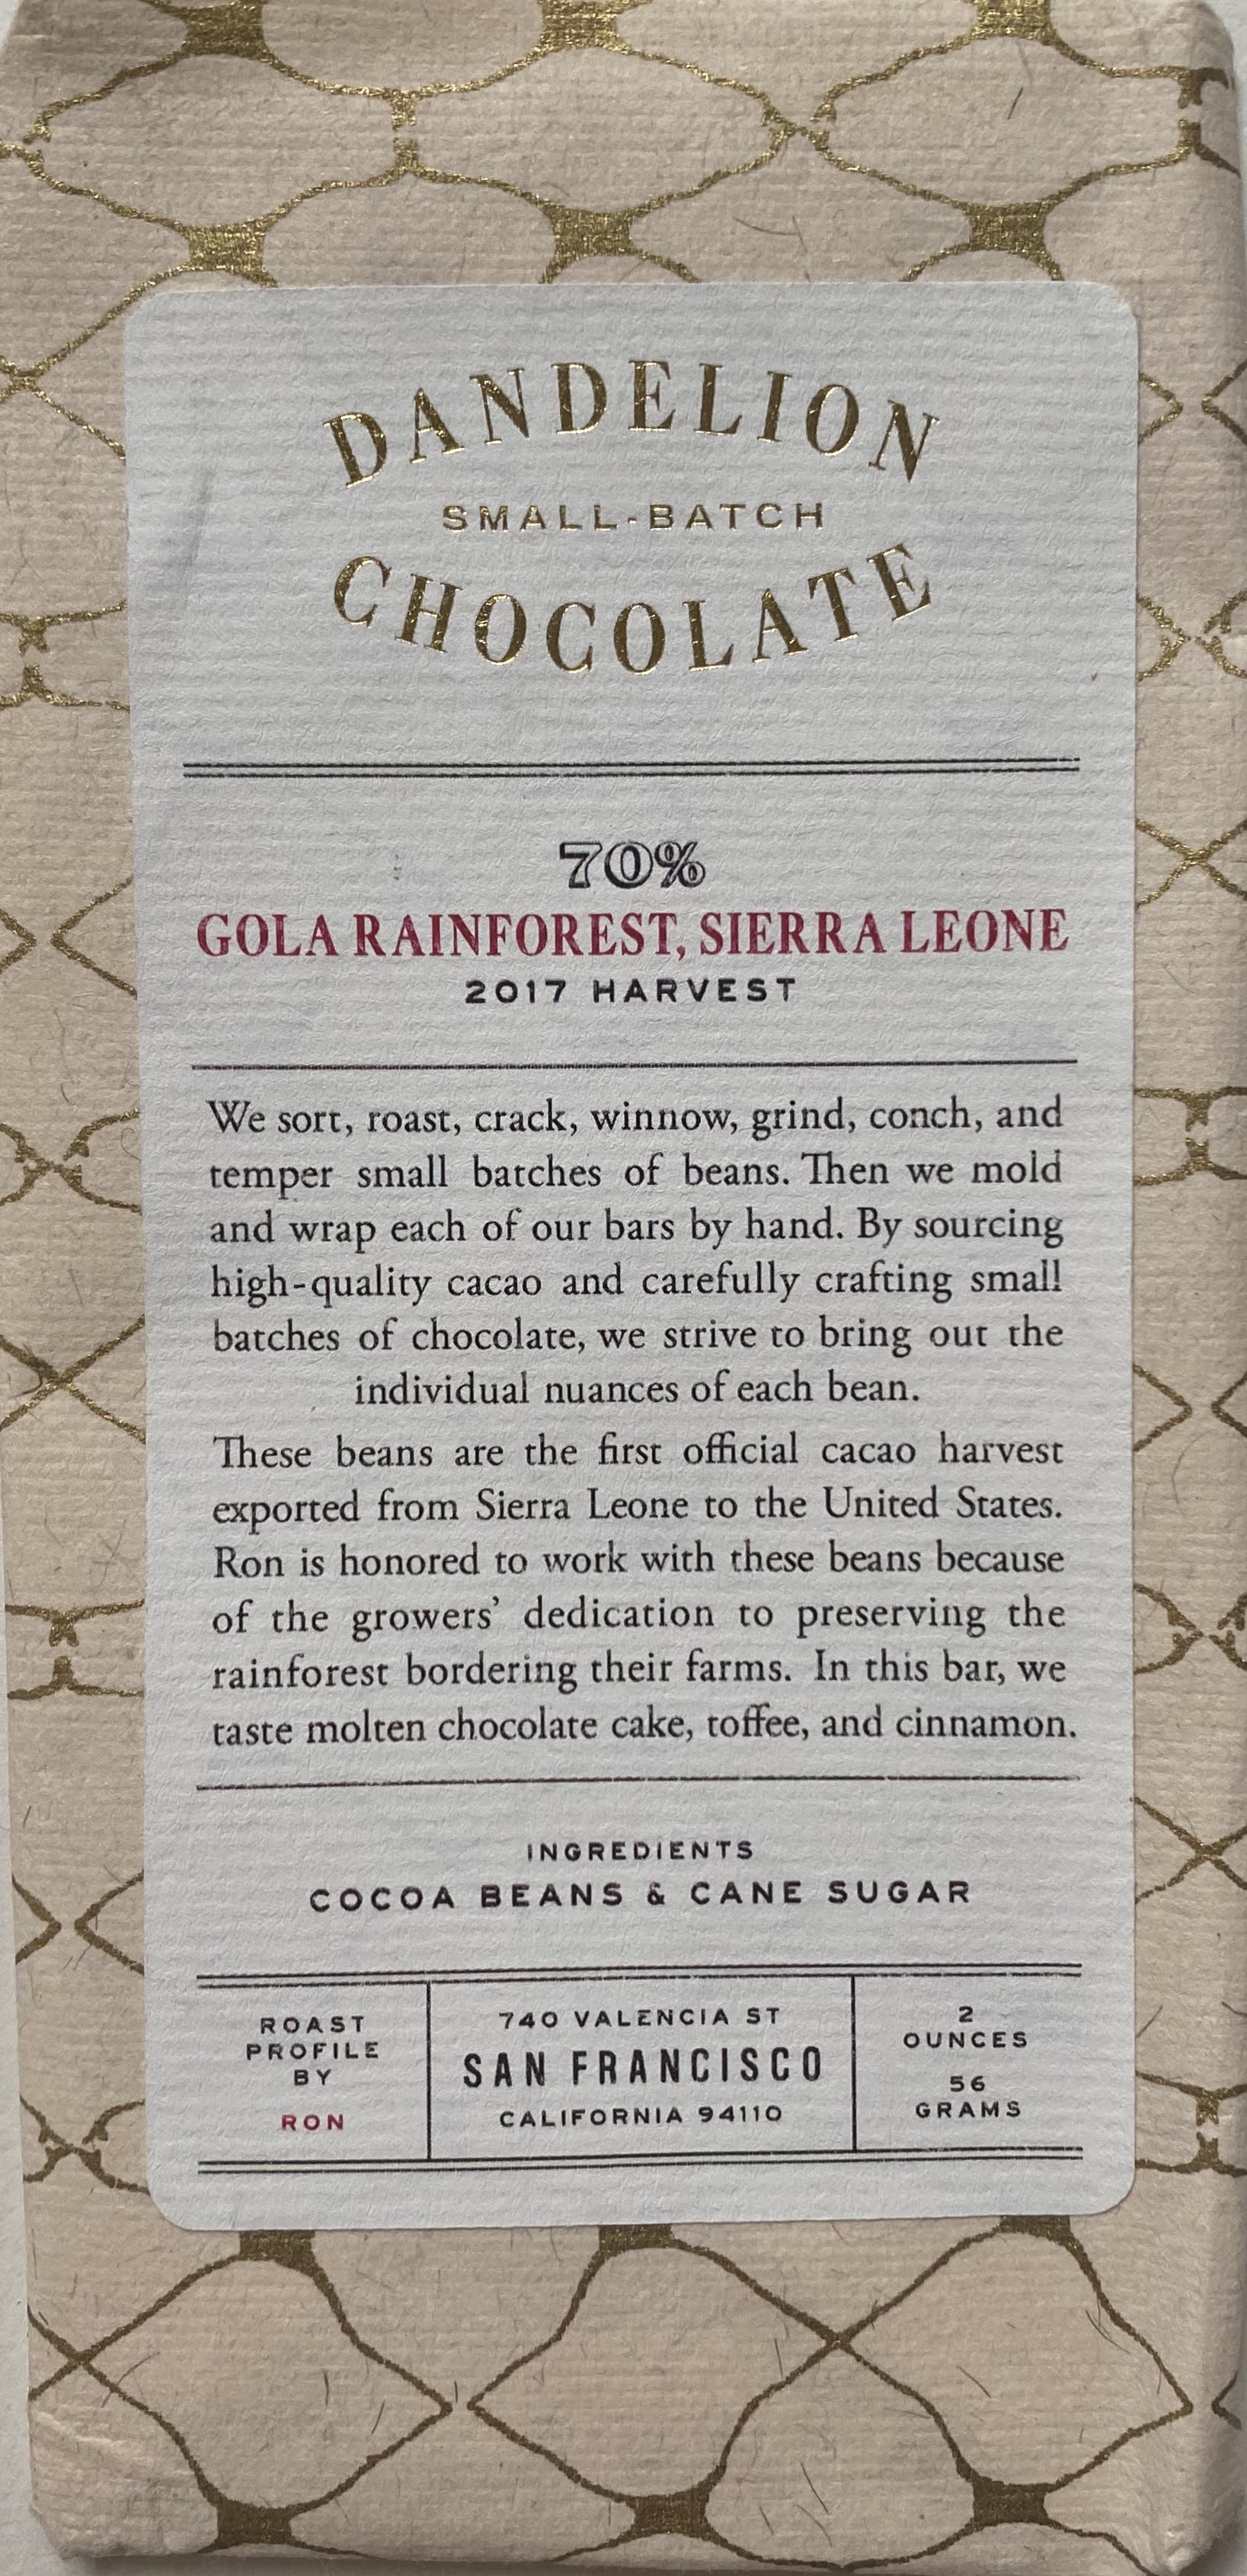 DANDELION
SMALL-BATCH
CHOCOLATE
70%
GOLA RAINFOREST, SIERRA LEONE
2017 HARVEST
We sort, roast, crack, winnow, grind, conch, and
temper small batches of beans. Then we mold
and wrap each of our bars by hand. By sourcing
high-quality cacao and carefully crafting small
batches of chocolate, we strive to bring out the
individual nuances of each bean.
These beans are the first official cacao harvest
exported from Sierra Leone to the United States.
Ron is honored to work with these beans because
of the growers’ dedication to preserving the
rainforest bordering their farms. In this bar, we
taste molten chocolate cake, toffee, and cinnamon.
INGREDIENTS
COCOA BEANS & CANE SUGAR
ROAST
PROFILE
BY
RON
740 VALENCIA ST
SAN FRANCISCO
CALIFORNIA 94110
2
OUNCES
56
GRAMS